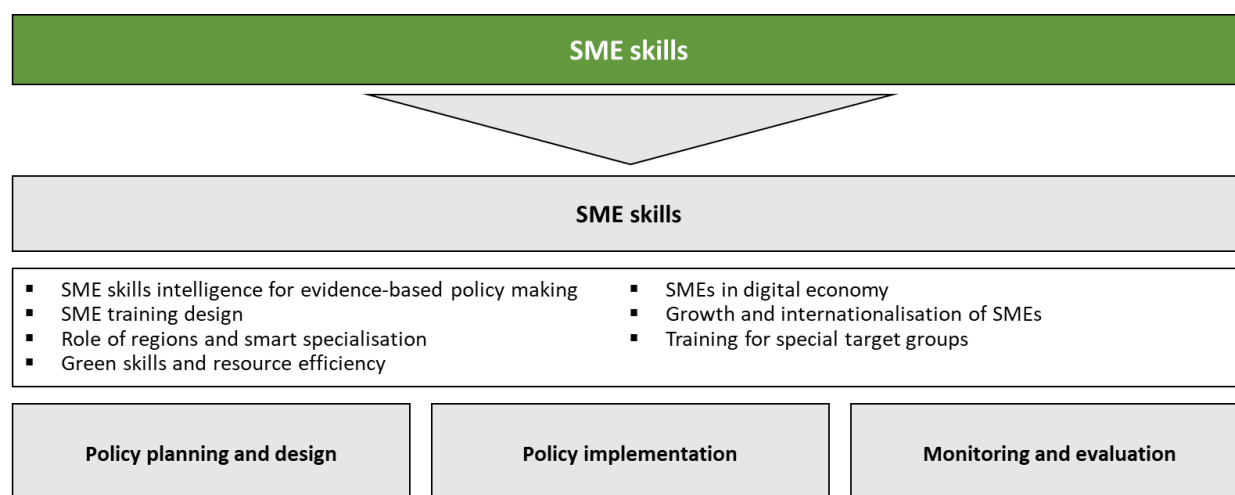 SME skills
SME skills
▪ SME skills intelligence for evidence-based policy making
▪ SME training design
▪ Role of regions and smart specialisation
▪ Green skills and resource efficiency
▪ SMEs in digital economy
▪ Growth and internationalisation of SMEs
▪ Training for special target groups
Policy planning and design
Policy implementation
Monitoring and evaluation